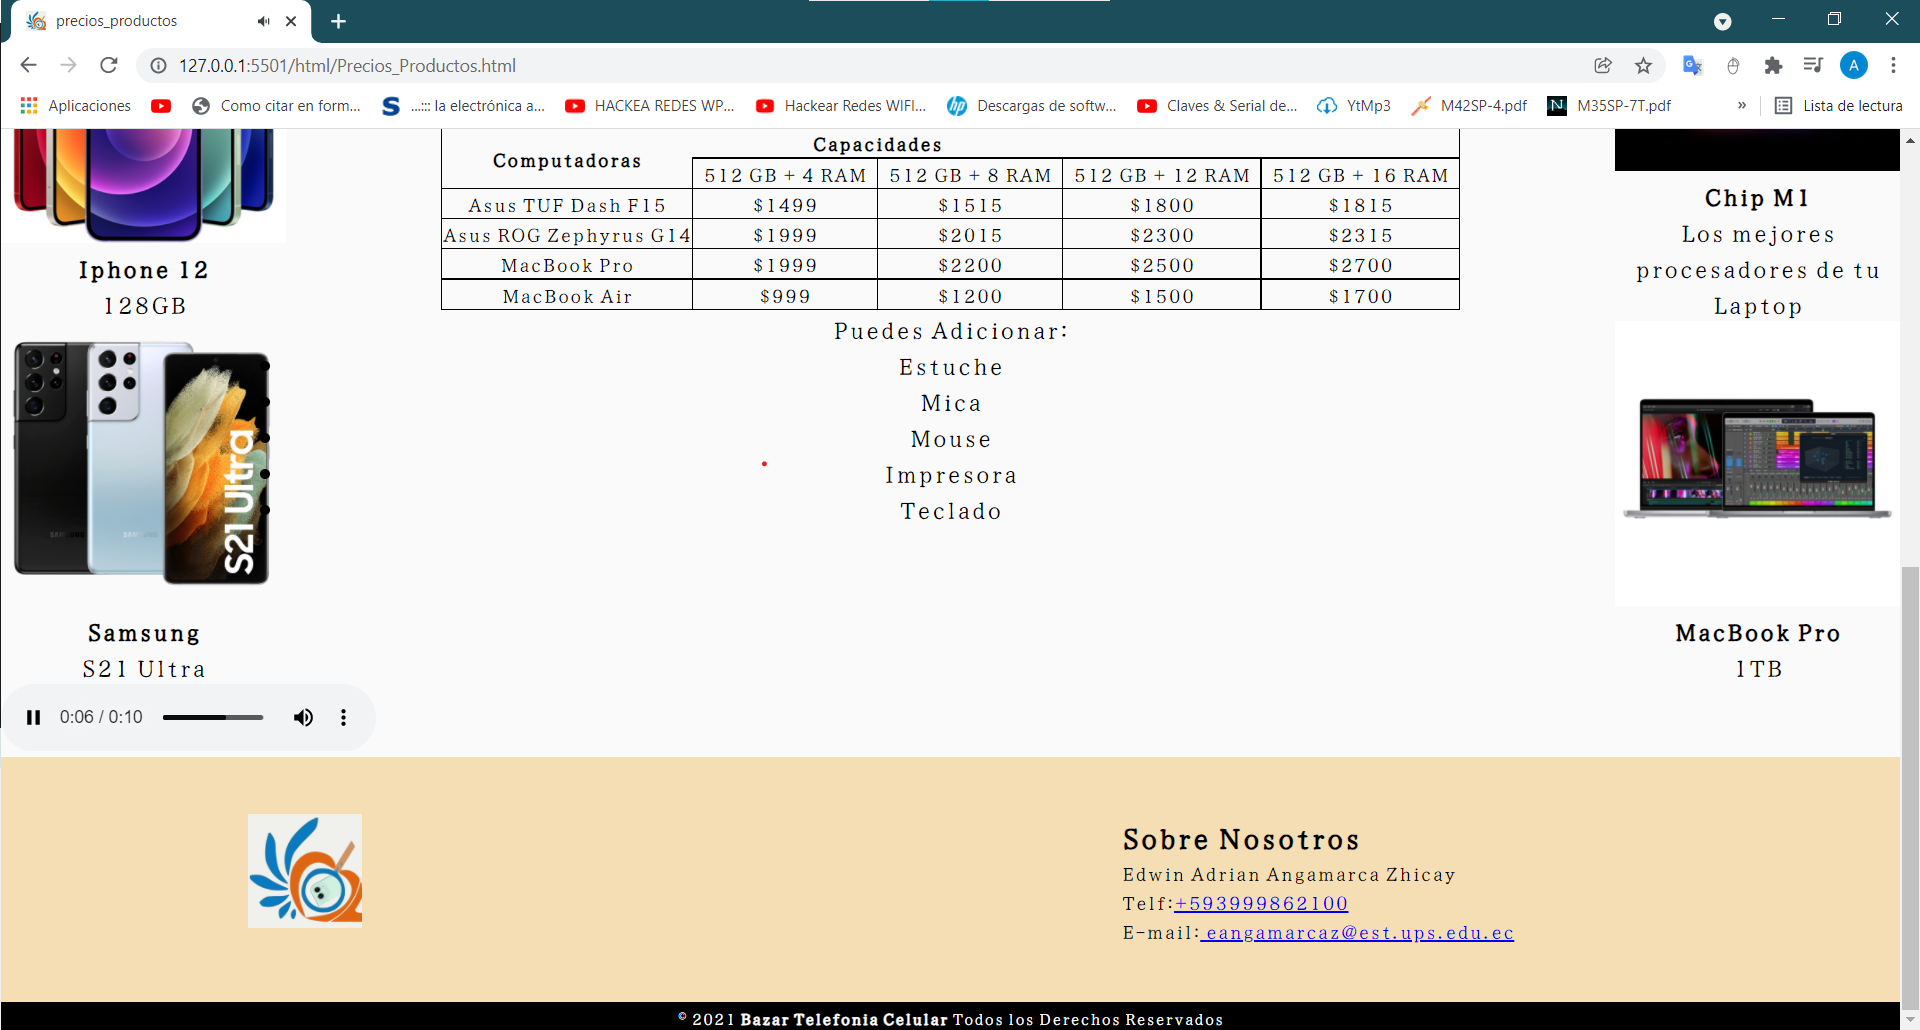 precios_productos
127.0.0.1:5501/html/Precios_Productos.html
A
Aplicaciones
Como citar en form...
S
...::: la electrónica a...
HACKEA REDES WP...
Hackear Redes WIFI...
hp
Descargas de softw...
Claves & Serial de...
YtMp3
M42SP-4.pdf
N
M35SP-7T.pdf
»
Lista de lectura
Computadoras
Capacidades
512 GB + 4 RAM
512 GB + 8 RAM
512 GB + 12 RAM
512 GB + 16 RAM
Asus TUF Dash F15 $1499 $1515 $1800 $1815
Asus ROG Zephyrus G14 $1999 $2015 $2300 $2315
MacBook Pro $1999 $2200 $2500 $2700
MacBook Air $999 $1200 $1500 $1700
Puedes Adicionar:
Estuche
Mica
Mouse
Impresora
Teclado
Iphone 12
128GB
SAMSUNG
S21 Ultra
Samsung
S21 Ultra
Chip M1
Los mejores
procesadores de tu
Laptop
MacBook Pro
1TB
0:06 / 0:10
Sobre Nosotros
Edwin Adrian Angamarca Zhicay
Telf:+593999862100
E-mail: eangamarcaz@est.ups.edu.ec
© 2021 Bazar Telefonia Celular Todos los Derechos Reservados